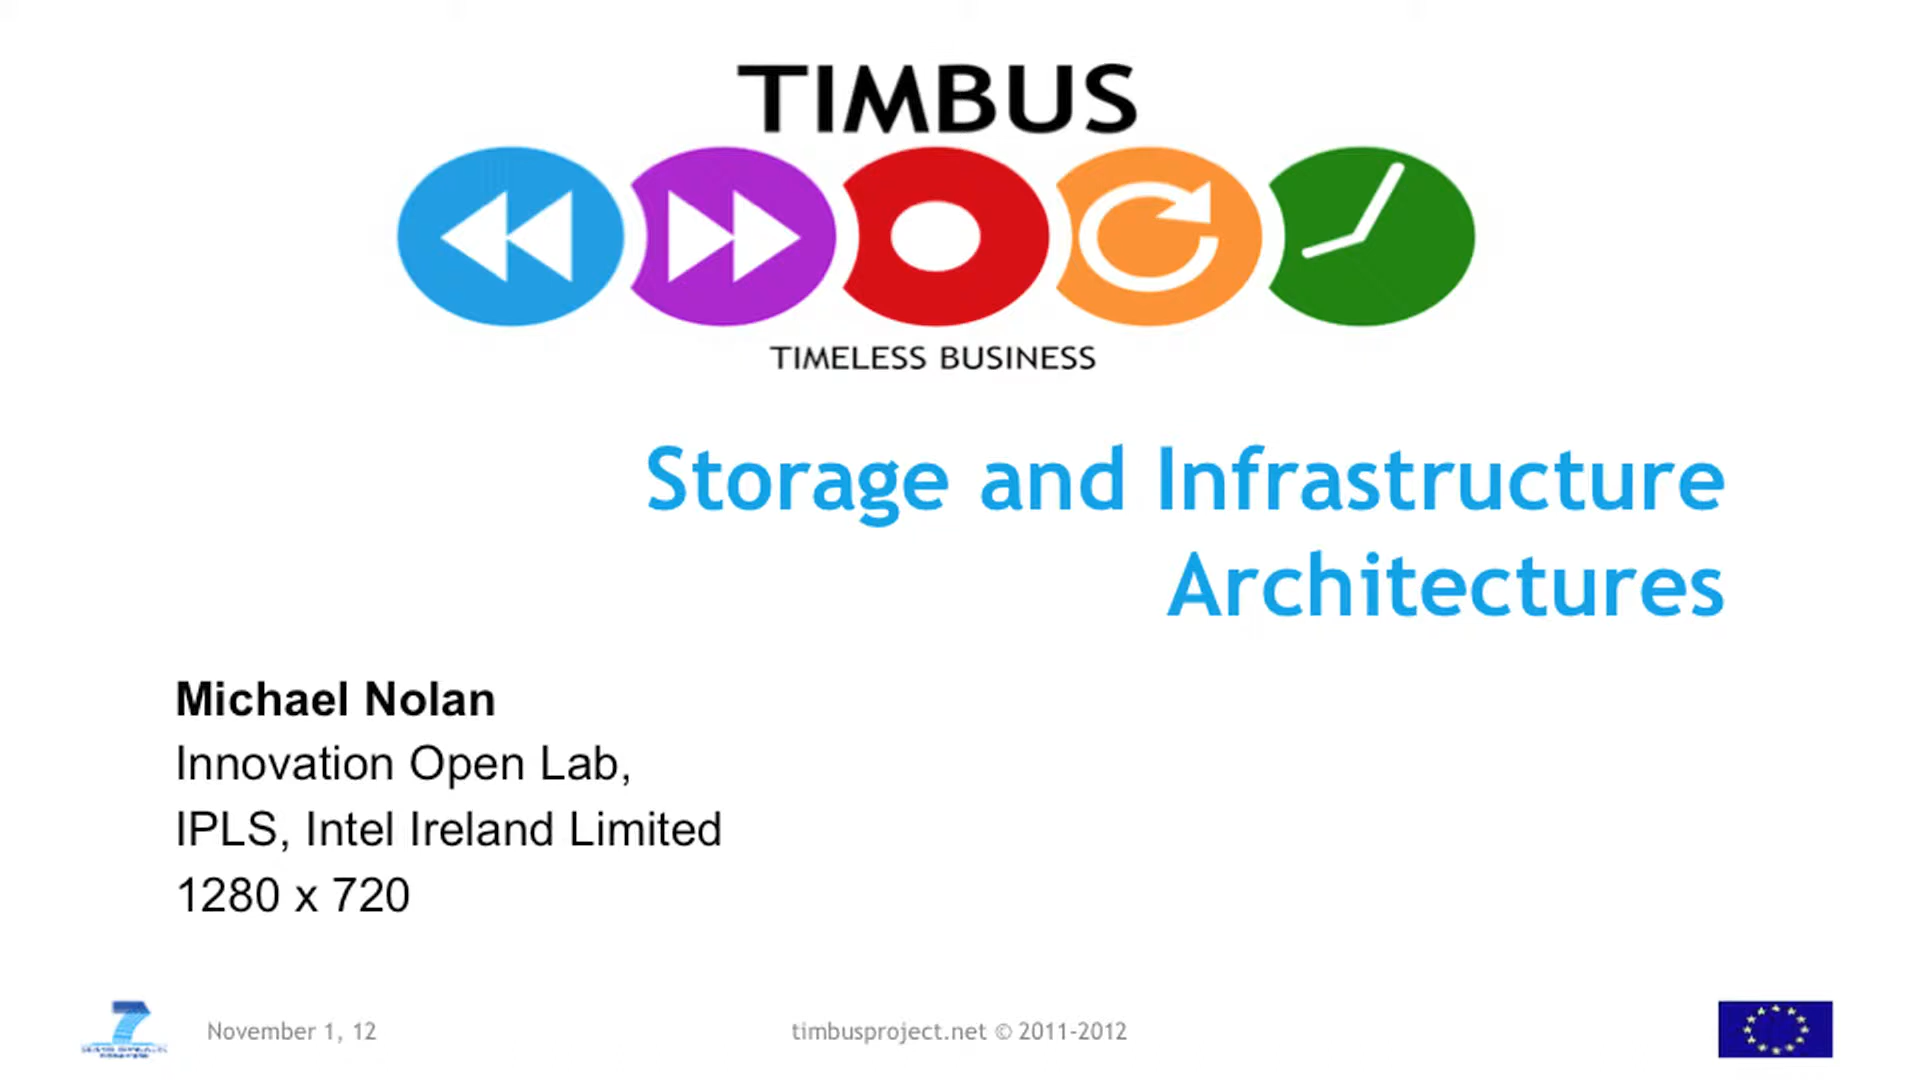 TIMBUS
TIMELESS BUSINESS
Storage and Infrastructure
Architectures
Michael Nolan
Innovation Open Lab,
IPLS, Intel Ireland Limited
1280 x 720
7
November 1, 12
timbusproject.net © 2011-2012